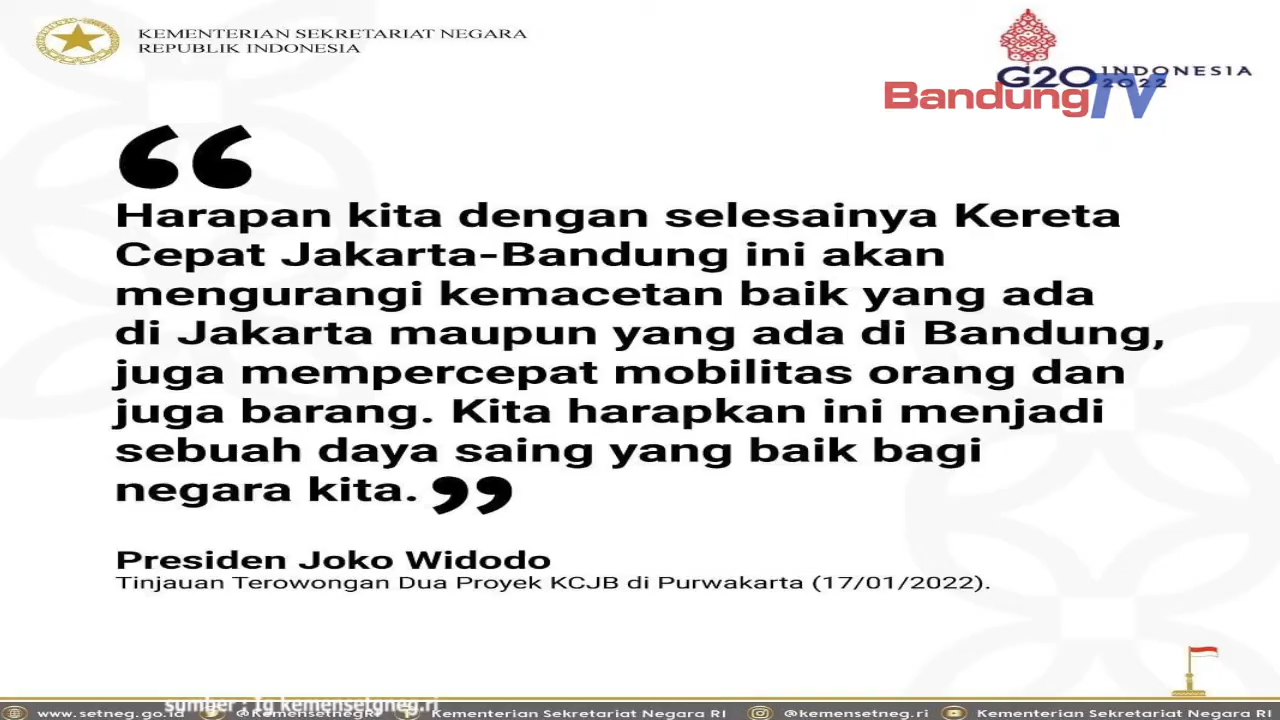 KEMENTERIAN SEKRETARIAT NEGARA
REPUBLIK INDONESIA
G20 INDONESIA
2022
BandungTV
“
Harapan kita dengan selesainya Kereta
Cepat Jakarta-Bandung ini akan
mengurangi kemacetan baik yang ada
di Jakarta maupun yang ada di Bandung,
juga mempercepat mobilitas orang dan
juga barang. Kita harapkan ini menjadi
sebuah daya saing yang baik bagi
negara kita. ”
Presiden Joko Widodo
Tinjauan Terowongan Dua Proyek KCJB di Purwakarta (17/01/2022).
sumber : Ig kemensetgneg.ri
www.setneg.go.id @KemensetnegRI Kementerian Sekretariat Negara RI @kemensetneg.ri Kementerian Sekretariat Negara RI